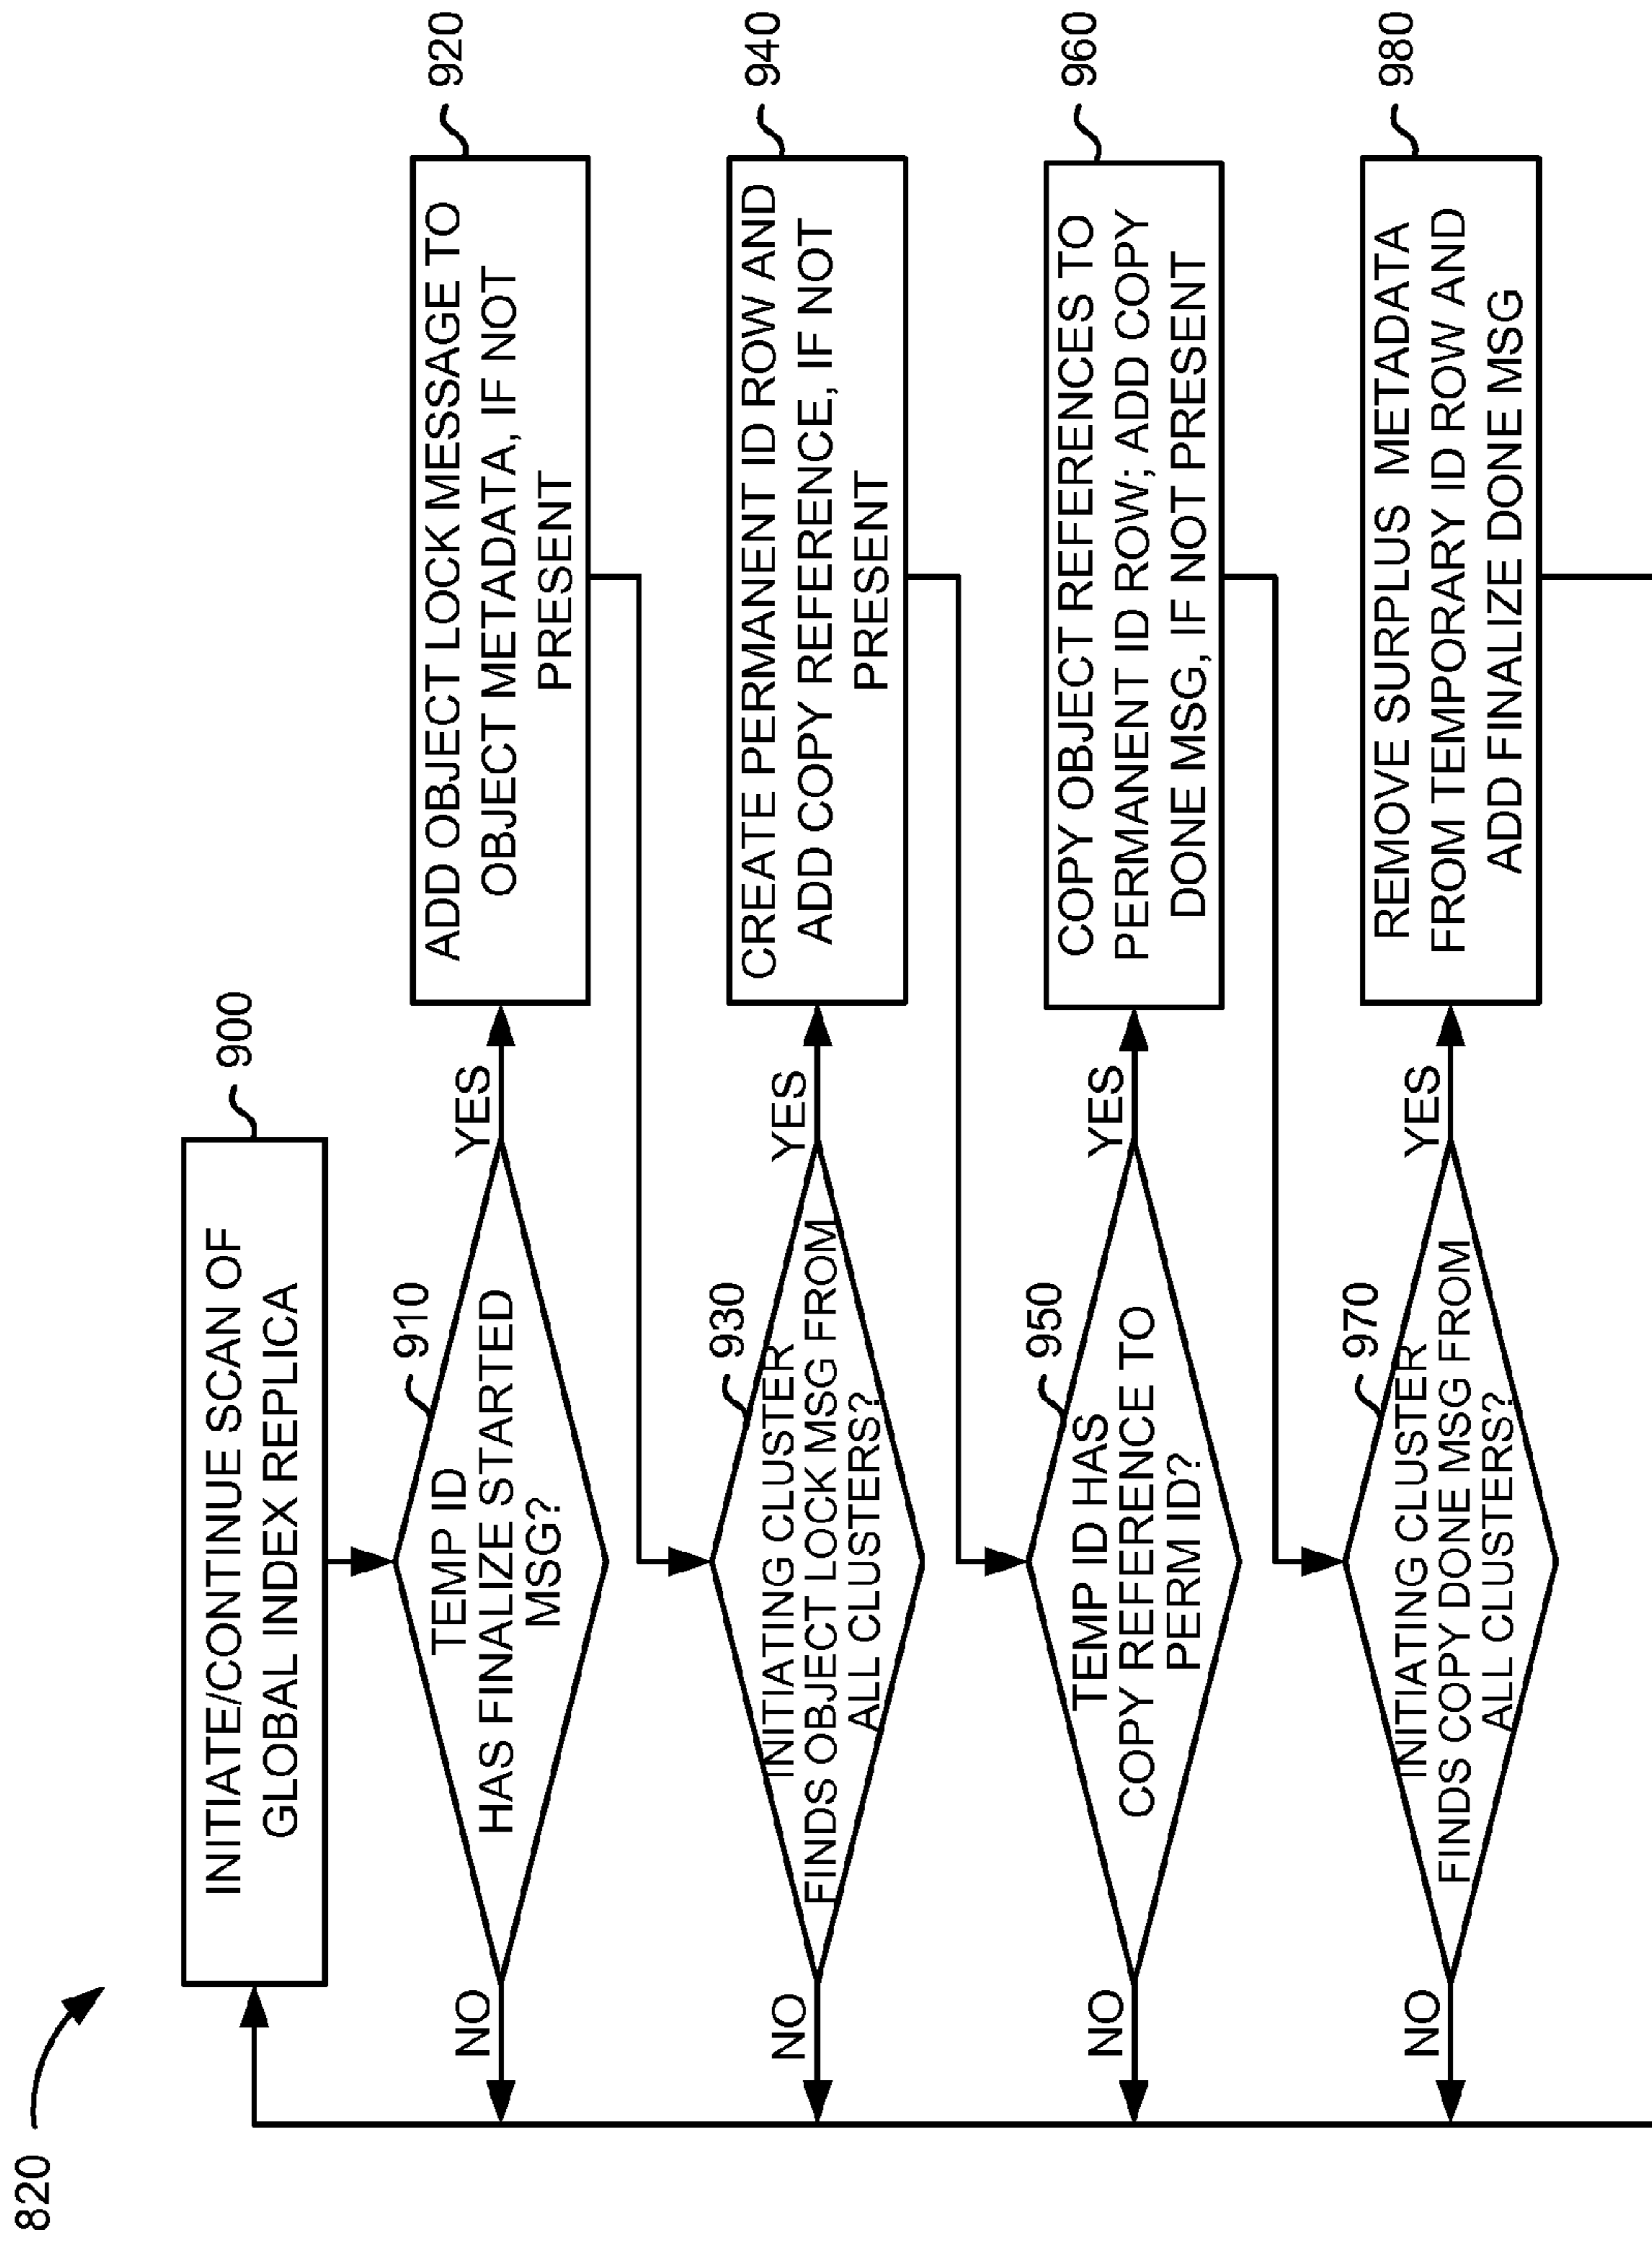 820
INITIATE/CONTINUE SCAN OF
GLOBAL INDEX REPLICA
900
910
TEMP ID
HAS FINALIZE STARTED
MSG?
NO
YES
ADD OBJECT LOCK MESSAGE TO
OBJECT METADATA, IF NOT
PRESENT
920
930
INITIATING CLUSTER
FINDS OBJECT LOCK MSG FROM
ALL CLUSTERS?
NO
YES
CREATE PERMANENT ID ROW AND
ADD COPY REFERENCE, IF NOT
PRESENT
940
950
TEMP ID HAS
COPY REFERENCE TO
PERM ID?
NO
YES
COPY OBJECT REFERENCES TO
PERMANENT ID ROW; ADD COPY
DONE MSG, IF NOT PRESENT
960
970
INITIATING CLUSTER
FINDS COPY DONE MSG FROM
ALL CLUSTERS?
NO
YES
REMOVE SURPLUS METADATA
FROM TEMPORARY ID ROW AND
ADD FINALIZE DONE MSG
980